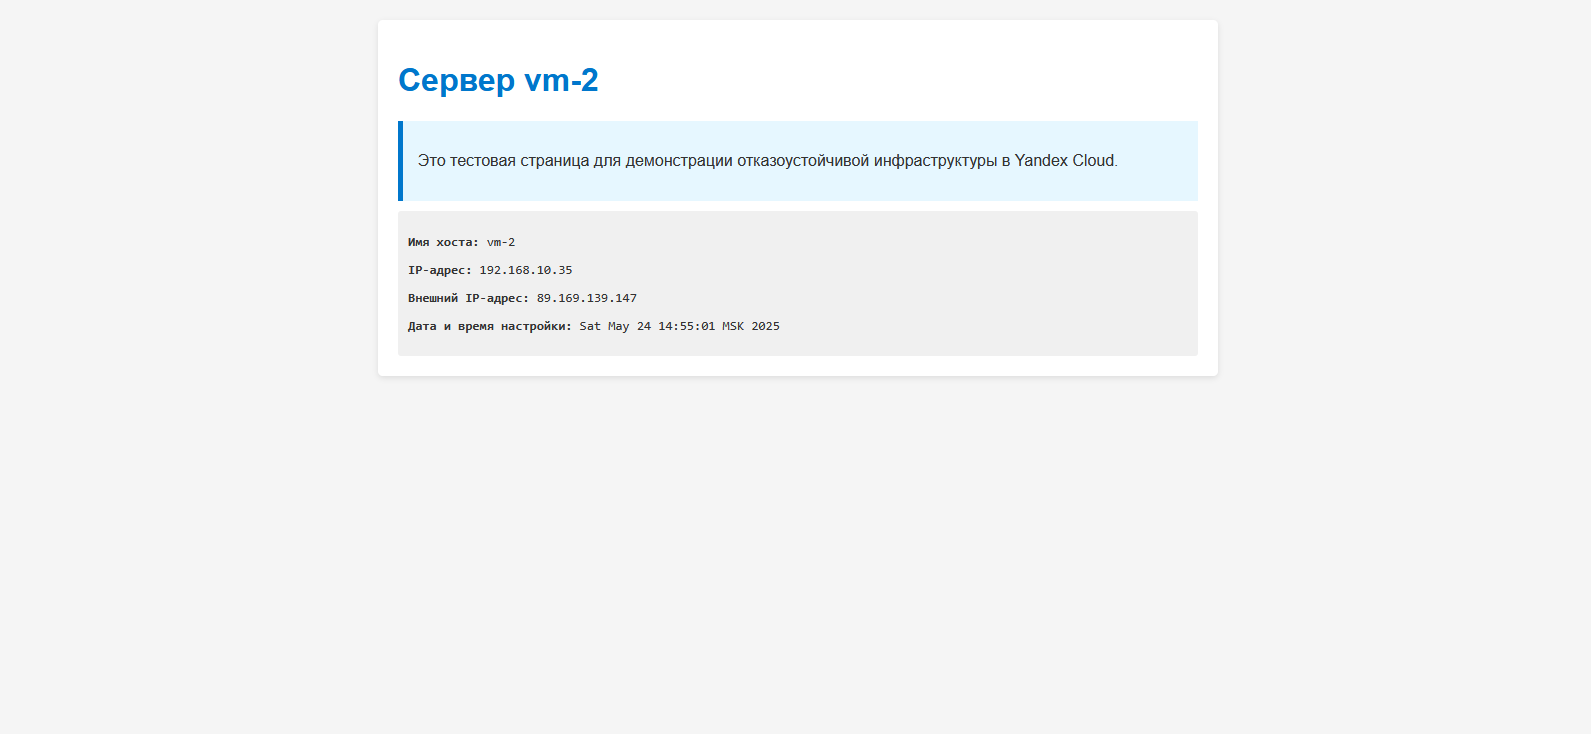 Сервер vm-2
Это тестовая страница для демонстрации отказоустойчивой инфраструктуры в Yandex Cloud.
Имя хоста: vm-2
IP-адрес: 192.168.10.35
Внешний IP-адрес: 89.169.139.147
Дата и время настройки: Sat May 24 14:55:01 MSK 2025